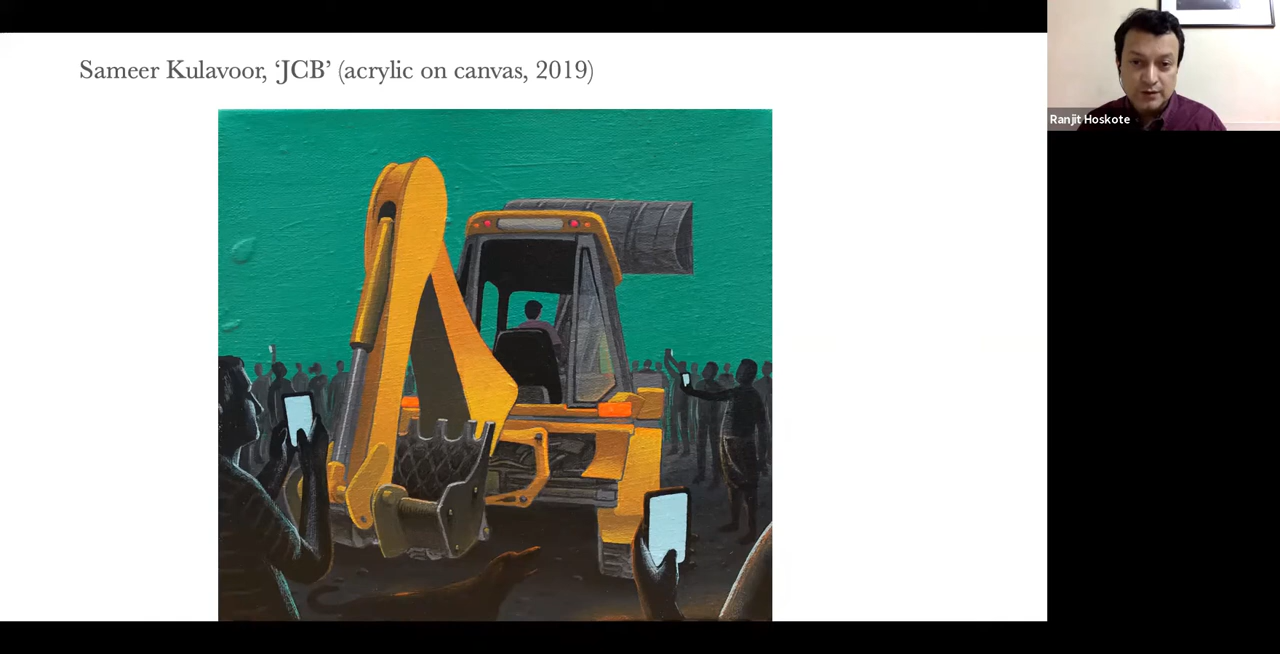 Sameer Kulavoor, ‘JCB’ (acrylic on canvas, 2019)
Ranjit Hoskote